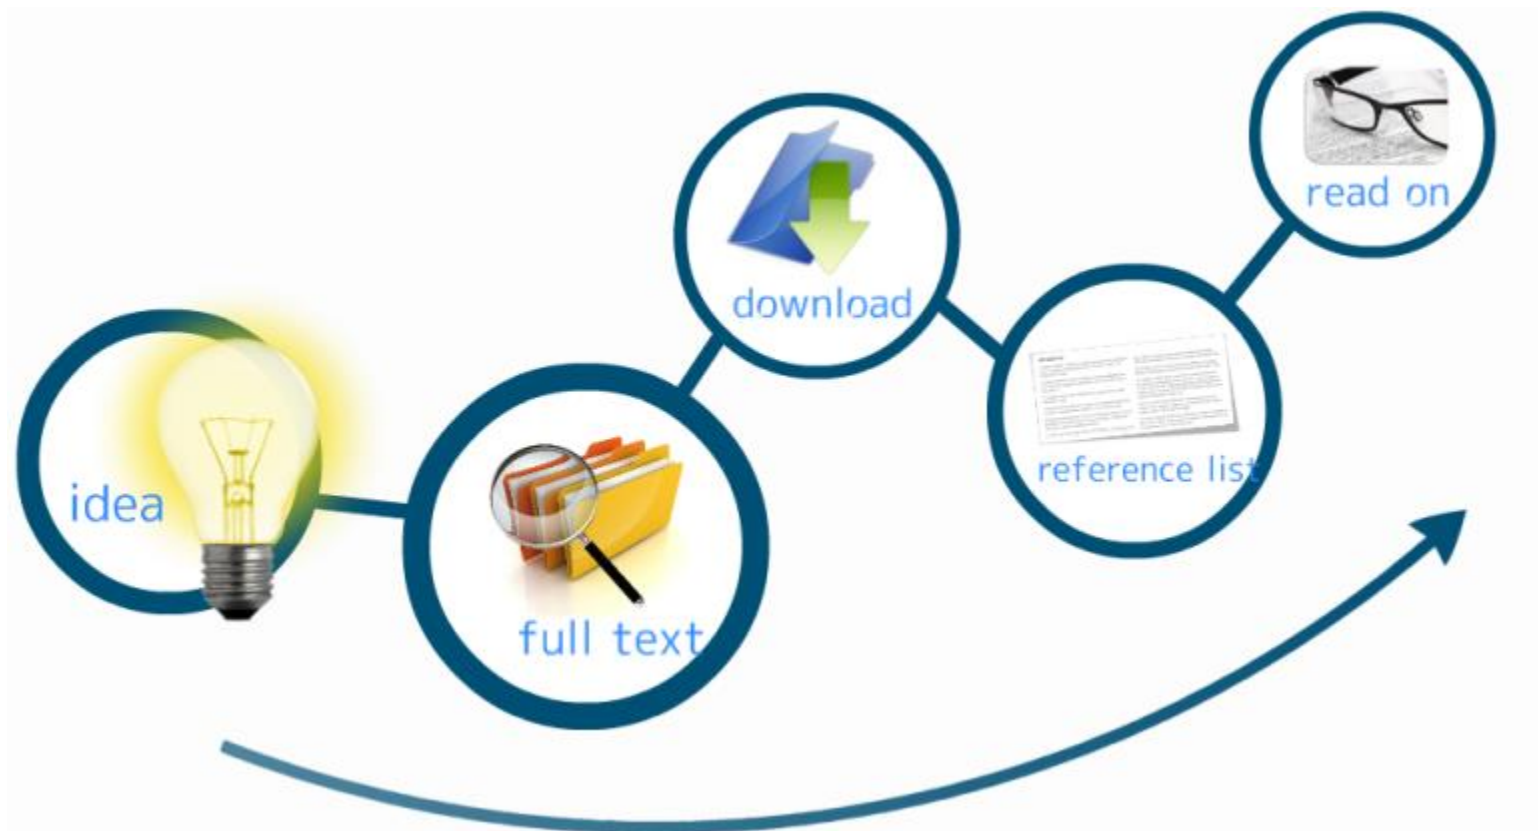 idea
full text
download
reference list
read on